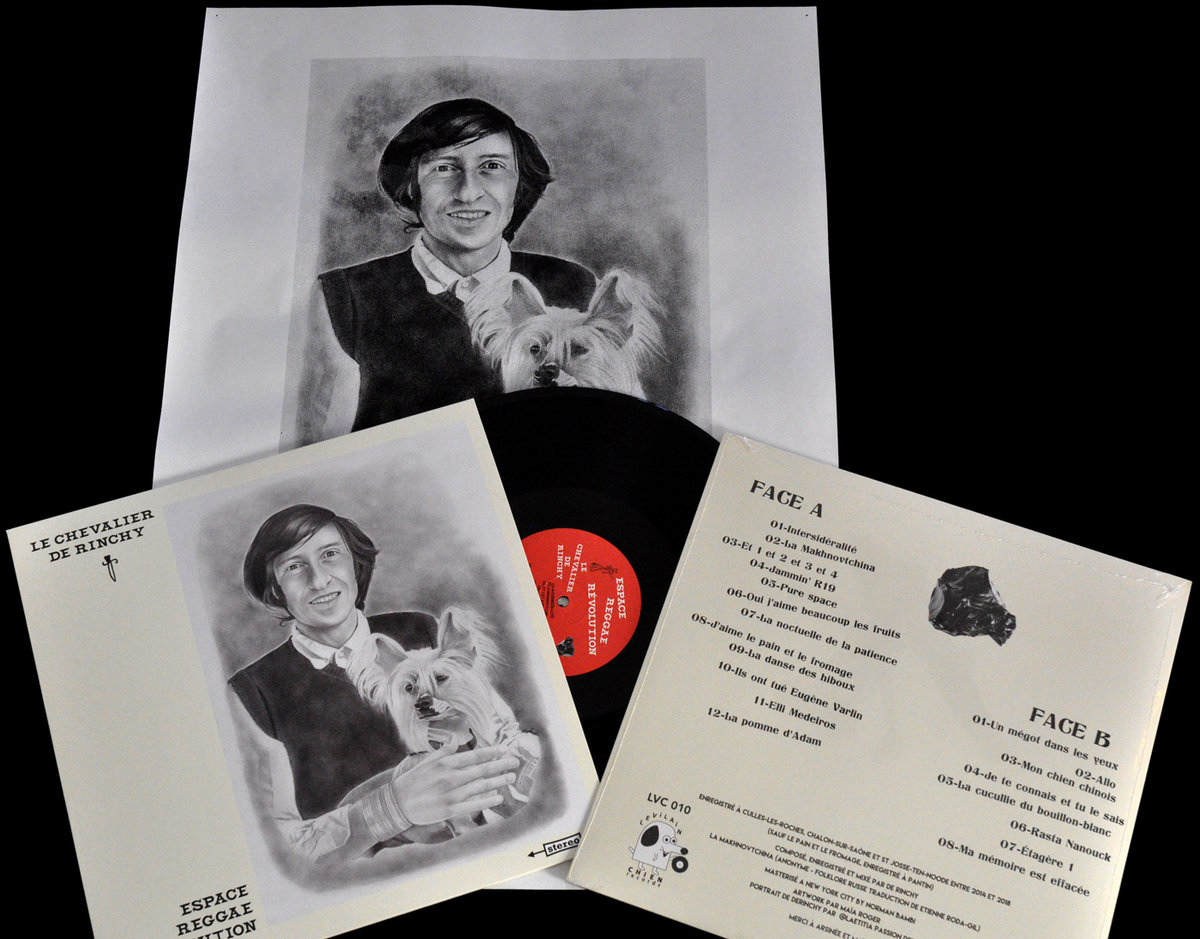 LE CHEVALIER
DE RINCHY
stereo
ESPACE
REGGAE
UTION
LE
CHEVALIER
DE
RINCHY
ESPACE
REGGAE
RÉVOLUTION
FACE A
01-Intersidéralité
02-La Makhnovtchina
03-Et 1 et 2 et 3 et 4
04-Jammin' R19
05-Pure space
06-Oui j'aime beaucoup les fruits
07-La noctuelle de la patience
08-J'aime le pain et le fromage
09-La danse des hiboux
10-Ils ont tué Eugène Varlin
11-Elli Medeiros
12-La pomme d'Adam
FACE B
01-Un mégot dans les yeux
02-Allo
03-Mon chien chinois
04-Je te connais et tu le sais
05-La cucullie du bouillon-blanc
06-Rasta Nanouck
07-Étagère 1
08-Ma mémoire est effacée
LVC 010
LEVILAIN
CHIEN
records
ENREGISTRÉ À CULLES-LES-ROCHES, CHALON-SUR-SAÔNE ET ST JOSSE-TEN-NOODE ENTRE 2014 ET 2018
(SAUF LE PAIN ET LE FROMAGE, ENREGISTRÉ À PANTIN)
COMPOSÉ, ENREGISTRÉ ET MIXÉ PAR DE RINCHY
LA MAKHNOVTCHINA (ANONYME - FOLKLORE RUSSE TRADUCTION DE ETIENNE RODA-GIL)
MASTERISÉ A NEW YORK CITY BY NORMAN BAMBI
ARTWORK PAR MAÏA ROGER
PORTRAIT DE DERINCHY PAR @LAETITIA PASSION DE
MERCI À ARSINÉE ET